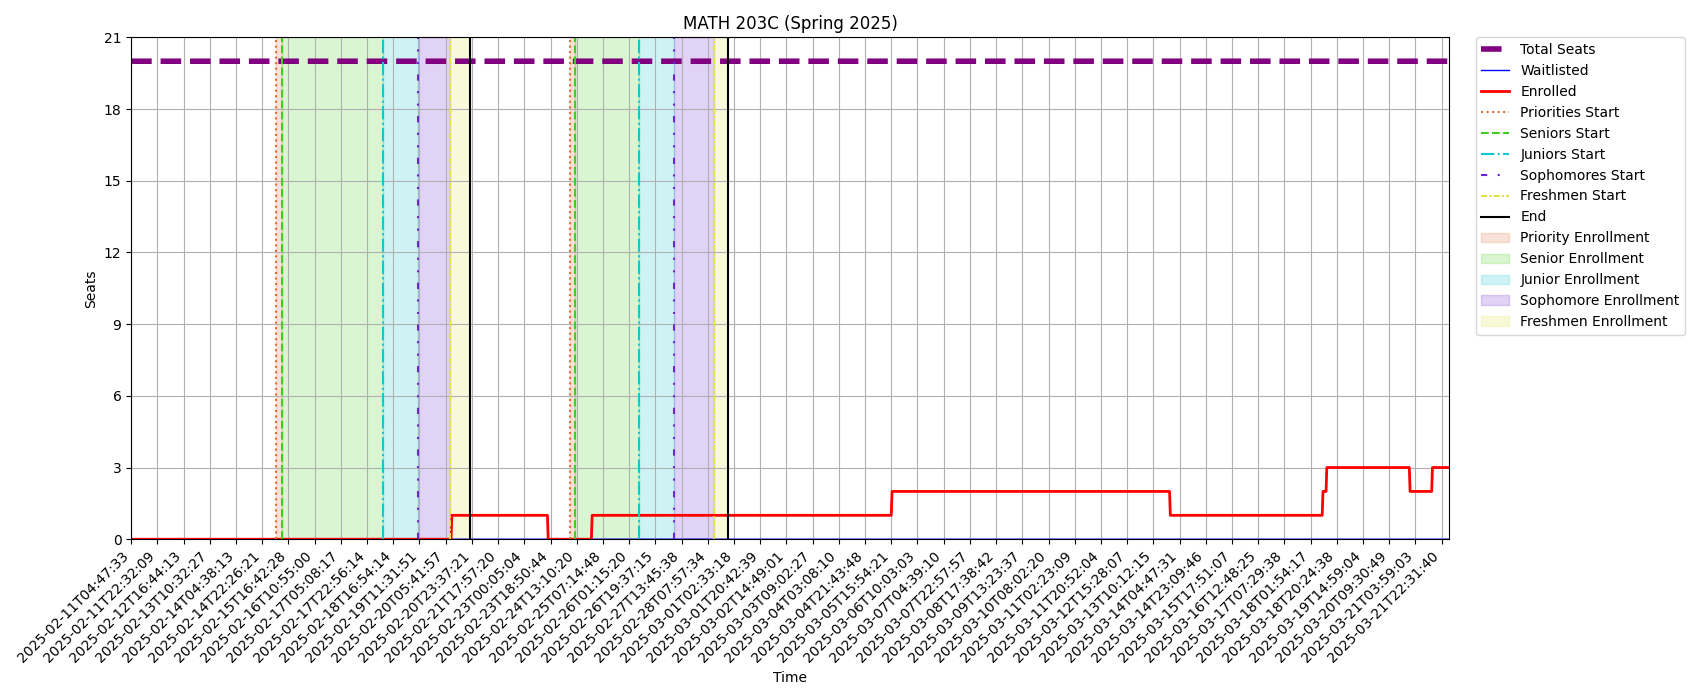 MATH 203C (Spring 2025)
21
18
15
12
9
6
3
0
Seats
2025-02-11T04:47:33
2025-02-11T22:32:09
2025-02-12T16:44:13
2025-02-13T10:32:27
2025-02-14T04:38:13
2025-02-14T22:26:21
2025-02-15T16:42:28
2025-02-16T10:55:00
2025-02-17T05:08:17
2025-02-17T22:56:14
2025-02-18T16:54:14
2025-02-19T11:31:51
2025-02-20T05:41:57
2025-02-20T23:37:21
2025-02-21T17:57:20
2025-02-23T00:05:04
2025-02-23T18:50:44
2025-02-24T13:10:20
2025-02-25T07:14:48
2025-02-26T01:15:20
2025-02-26T19:37:15
2025-02-27T13:45:38
2025-02-28T07:57:34
2025-03-01T02:33:18
2025-03-01T20:42:39
2025-03-02T14:49:01
2025-03-03T09:02:27
2025-03-04T03:08:10
2025-03-04T21:43:48
2025-03-05T15:54:21
2025-03-06T10:03:03
2025-03-07T04:39:10
2025-03-07T22:57:57
2025-03-08T17:38:42
2025-03-09T13:23:37
2025-03-10T08:02:20
2025-03-11T02:23:09
2025-03-11T20:52:04
2025-03-12T15:28:07
2025-03-13T10:12:15
2025-03-14T04:47:31
2025-03-14T23:09:46
2025-03-15T17:51:07
2025-03-16T12:48:25
2025-03-17T07:29:38
2025-03-18T01:54:17
2025-03-18T20:24:38
2025-03-19T14:59:04
2025-03-20T09:30:49
2025-03-21T03:59:03
2025-03-21T22:31:40
Time
Total Seats
Waitlisted
Enrolled
Priorities Start
Seniors Start
Juniors Start
Sophomores Start
Freshmen Start
End
Priority Enrollment
Senior Enrollment
Junior Enrollment
Sophomore Enrollment
Freshmen Enrollment